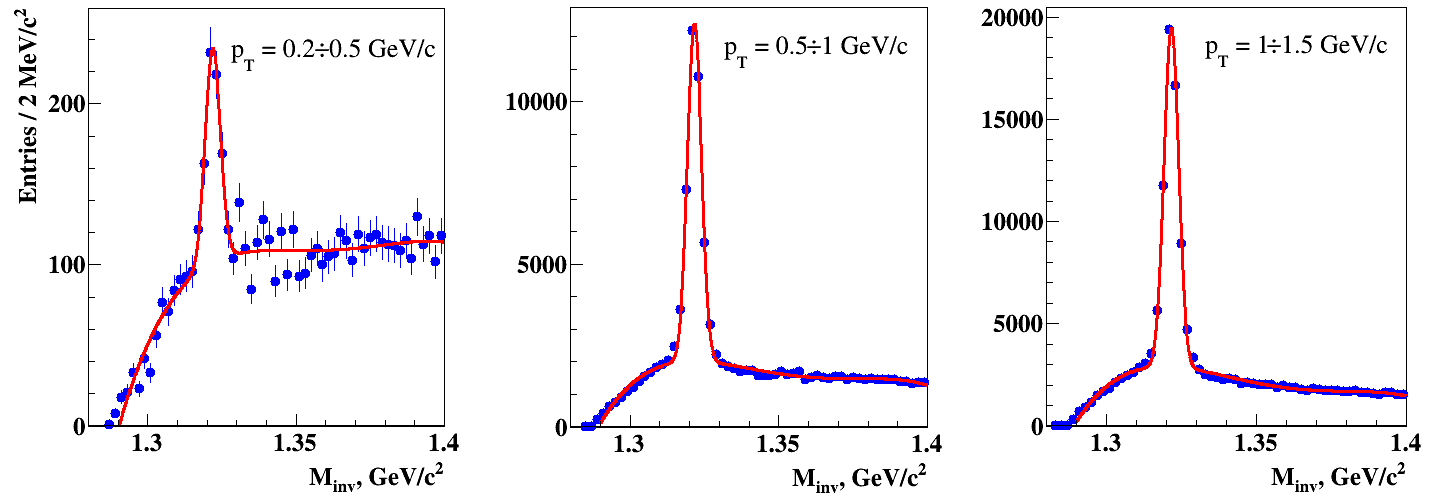 Entries / 2 MeV/c²
p_T = 0.2÷0.5 GeV/c
200
100
0
1.3 1.35 1.4
M_inv, GeV/c²
p_T = 0.5÷1 GeV/c
10000
5000
0
1.3 1.35 1.4
M_inv, GeV/c²
p_T = 1÷1.5 GeV/c
20000
15000
10000
5000
0
1.3 1.35 1.4
M_inv, GeV/c²